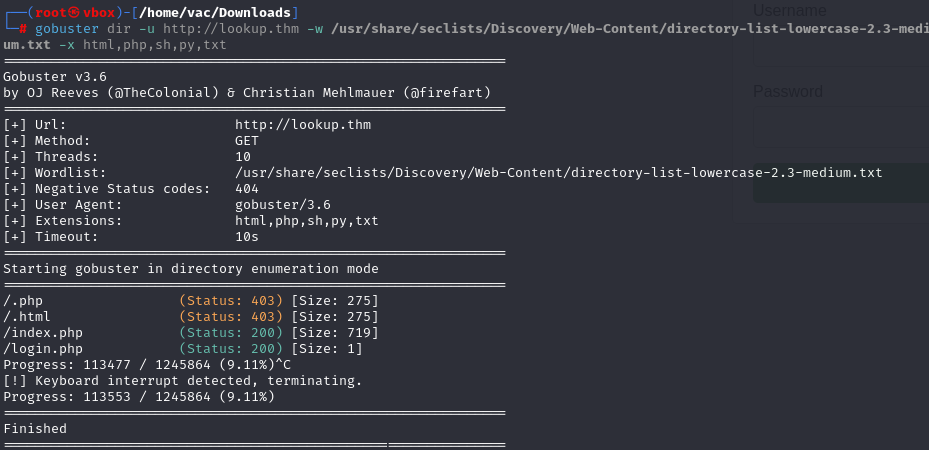 ┌──(root㉿vbox)-[/home/vac/Downloads]
└─# gobuster dir -u http://lookup.thm -w /usr/share/seclists/Discovery/Web-Content/directory-list-lowercase-2.3-medi
um.txt -x html,php,sh,py,txt
===============================================================
Gobuster v3.6
by OJ Reeves (@TheColonial) & Christian Mehlmauer (@firefart)
===============================================================
[+] Url:                     http://lookup.thm
[+] Method:                  GET
[+] Threads:                 10
[+] Wordlist:                /usr/share/seclists/Discovery/Web-Content/directory-list-lowercase-2.3-medium.txt
[+] Negative Status codes:   404
[+] User Agent:              gobuster/3.6
[+] Extensions:              html,php,sh,py,txt
[+] Timeout:                 10s
===============================================================
Starting gobuster in directory enumeration mode
===============================================================
/.php                 (Status: 403) [Size: 275]
/.html                (Status: 403) [Size: 275]
/index.php            (Status: 200) [Size: 719]
/login.php            (Status: 200) [Size: 1]
Progress: 113477 / 1245864 (9.11%)^C
[!] Keyboard interrupt detected, terminating.
Progress: 113553 / 1245864 (9.11%)
===============================================================
Finished
===============================================================
Username
Password